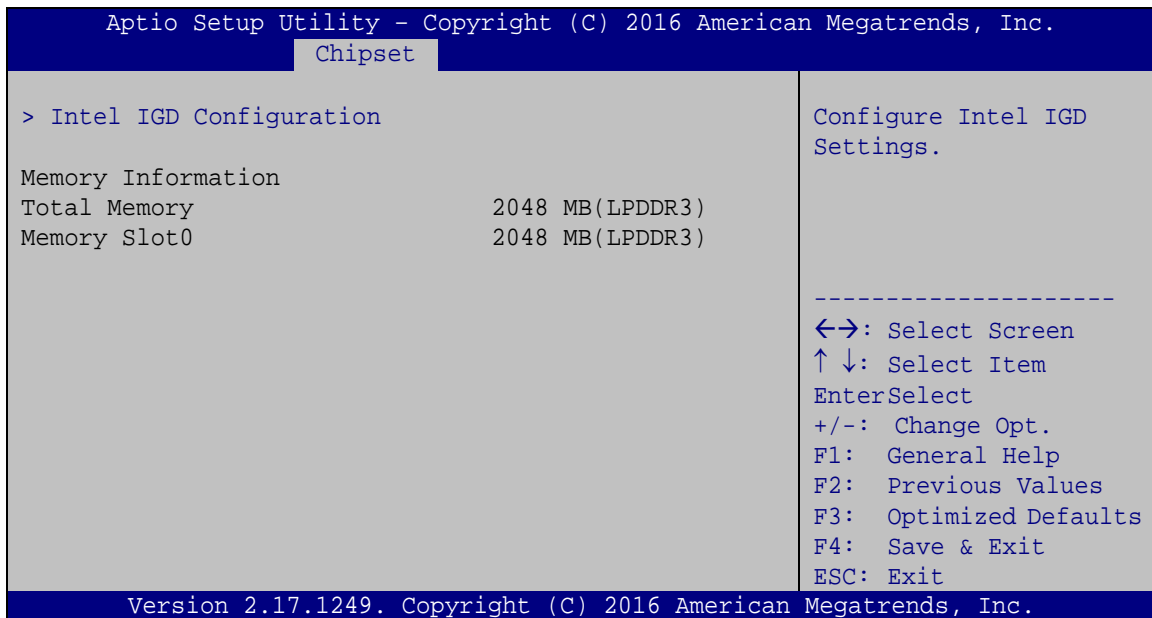 Aptio Setup Utility – Copyright (C) 2016 American Megatrends, Inc.
Chipset
> Intel IGD Configuration
Memory Information
Total Memory 2048 MB(LPDDR3)
Memory Slot0 2048 MB(LPDDR3)
Configure Intel IGD
Settings.
---------------------
←→: Select Screen
↑ ↓: Select Item
EnterSelect
+/-: Change Opt.
F1: General Help
F2: Previous Values
F3: Optimized Defaults
F4: Save & Exit
ESC: Exit
Version 2.17.1249. Copyright (C) 2016 American Megatrends, Inc.